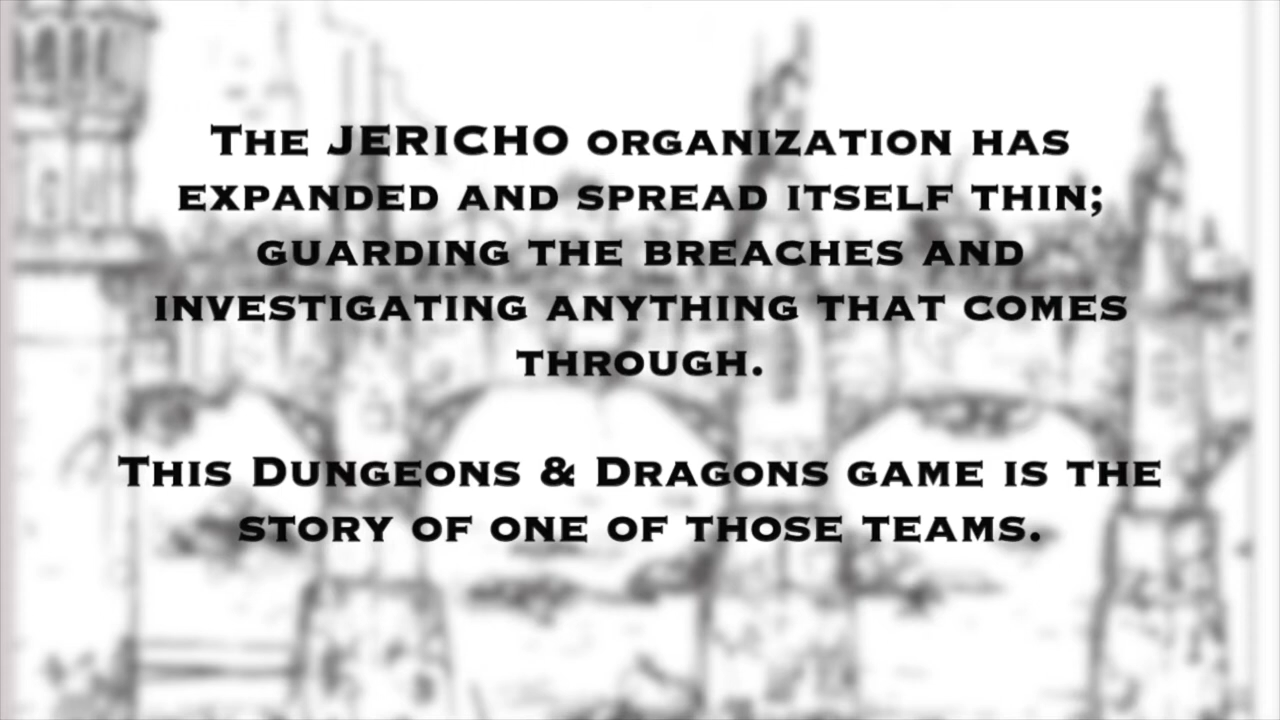 The JERICHO organization has
expanded and spread itself thin;
guarding the breaches and
investigating anything that comes
through.
This Dungeons & Dragons game is the
story of one of those teams.